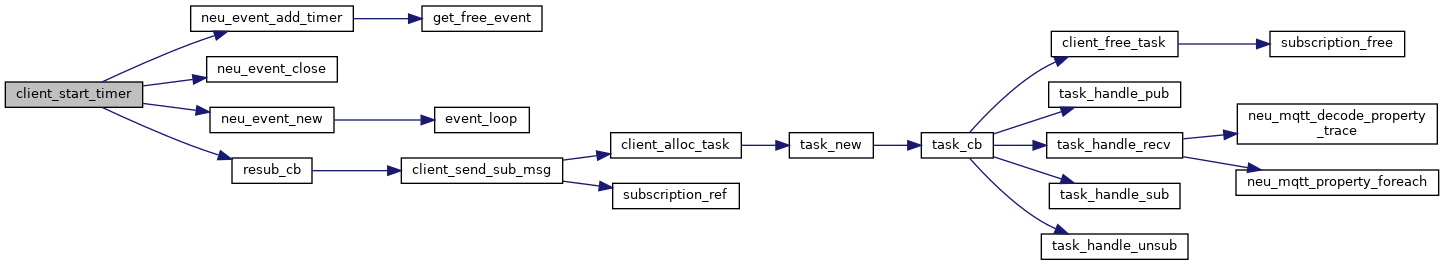 client_start_timer
neu_event_add_timer
get_free_event
neu_event_close
neu_event_new
event_loop
resub_cb
client_send_sub_msg
client_alloc_task
subscription_ref
task_new
task_cb
client_free_task
subscription_free
task_handle_pub
task_handle_recv
neu_mqtt_decode_property
_trace
neu_mqtt_property_foreach
task_handle_sub
task_handle_unsub